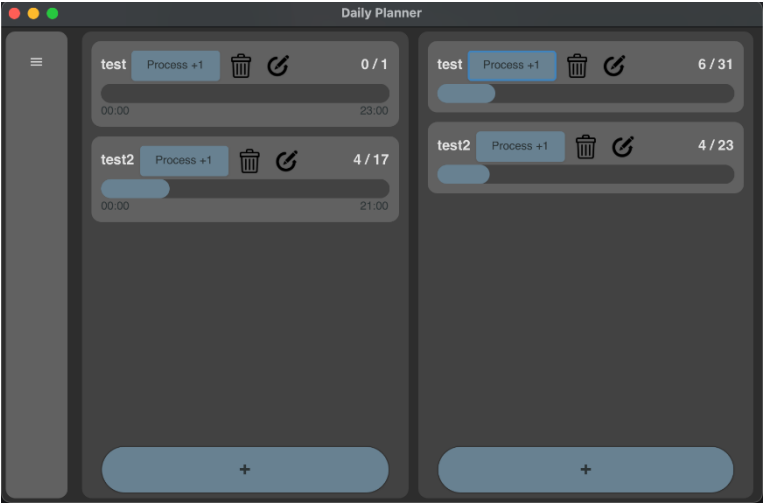 Daily Planner
test Process +1 0 / 1
00:00 23:00
test2 Process +1 4 / 17
00:00 21:00
+
test Process +1 6 / 31
test2 Process +1 4 / 23
+